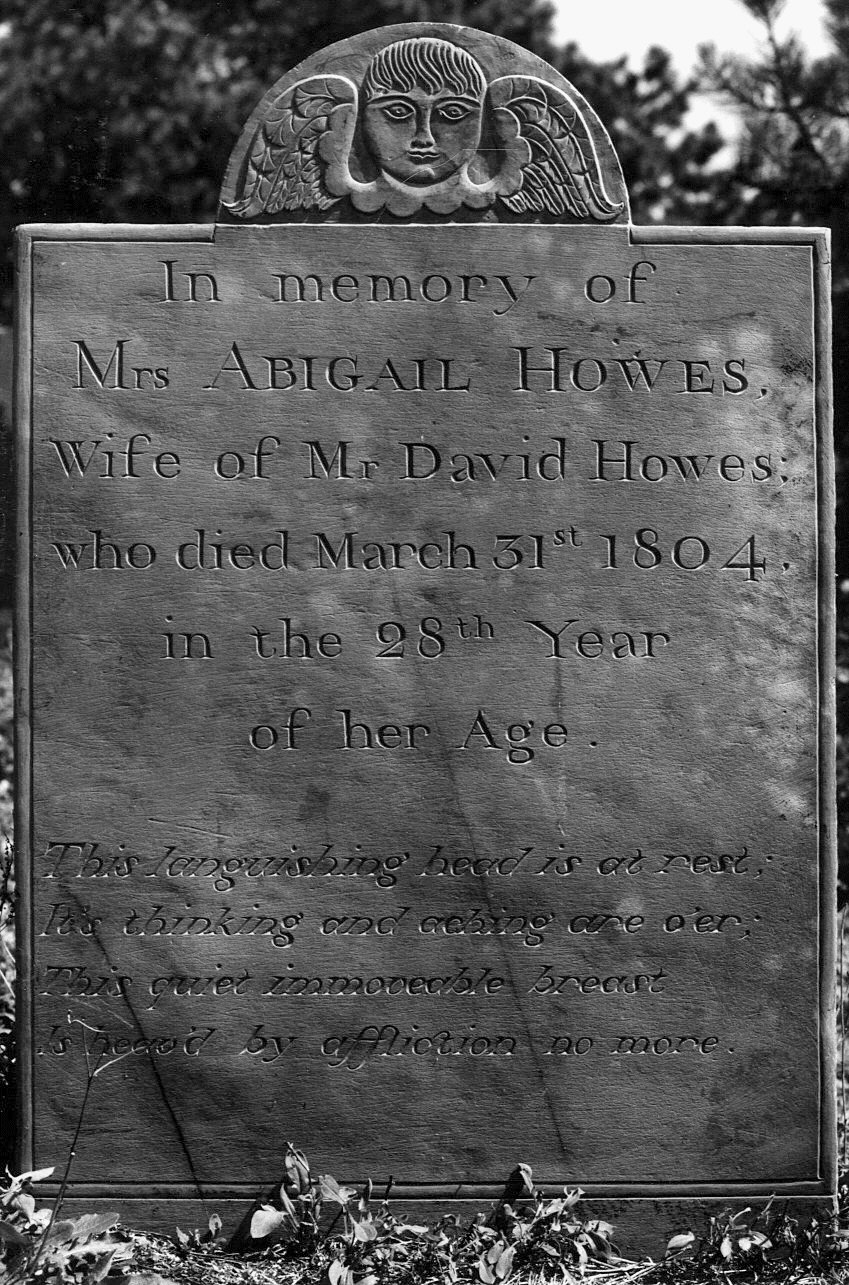 In memory of
Mrs ABIGAIL HOWES,
Wife of Mr David Howes;
who died March 31st 1804,
in the 28th Year
of her Age.
This languishing head is at rest;
It's thinking and aching are o'er;
This quiet immoveable breast
Is heav'd by affliction no more.